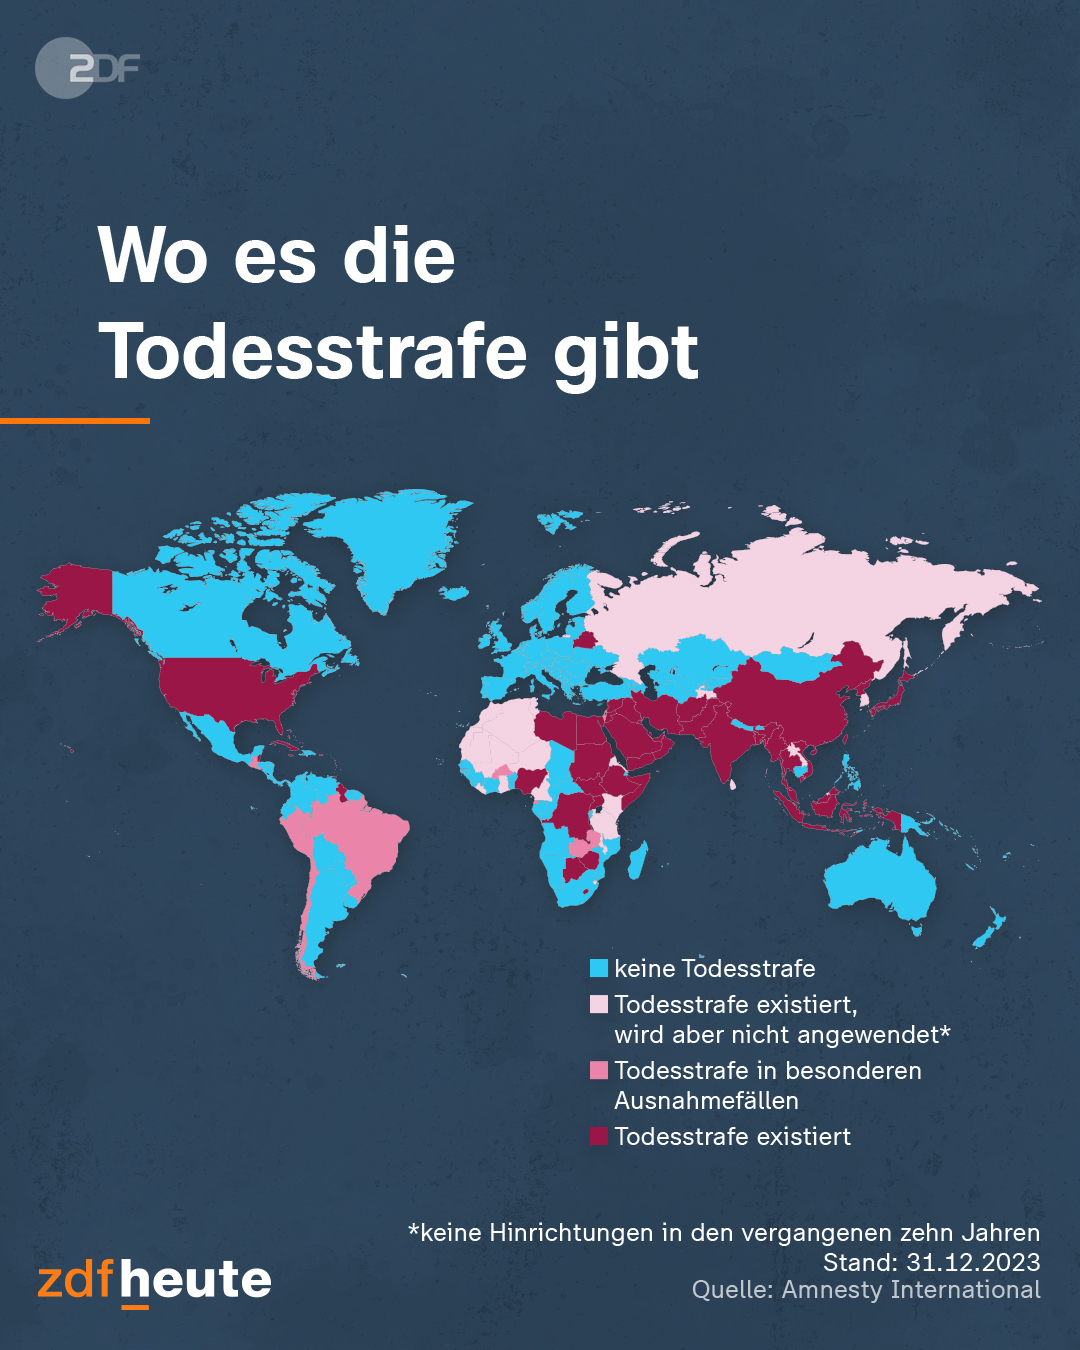 ZDF
Wo es die
Todesstrafe gibt
keine Todesstrafe
Todesstrafe existiert,
wird aber nicht angewendet*
Todesstrafe in besonderen
Ausnahmefällen
Todesstrafe existiert
*keine Hinrichtungen in den vergangenen zehn Jahren
Stand: 31.12.2023
Quelle: Amnesty International
zdfheute